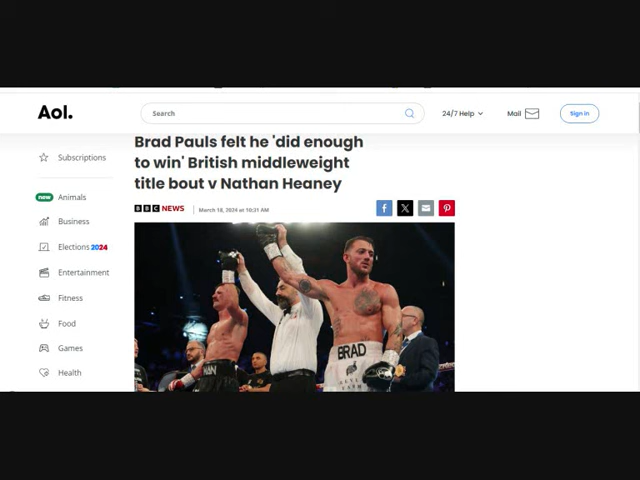 Aol.
Search
24/7 Help
Mail
Sign in
Brad Pauls felt he 'did enough
to win' British middleweight
title bout v Nathan Heaney
Subscriptions
new Animals
BBC NEWS
March 18, 2024 at 10:31 AM
Business
Elections 2024
Entertainment
Fitness
Food
Games
Health
BRAD